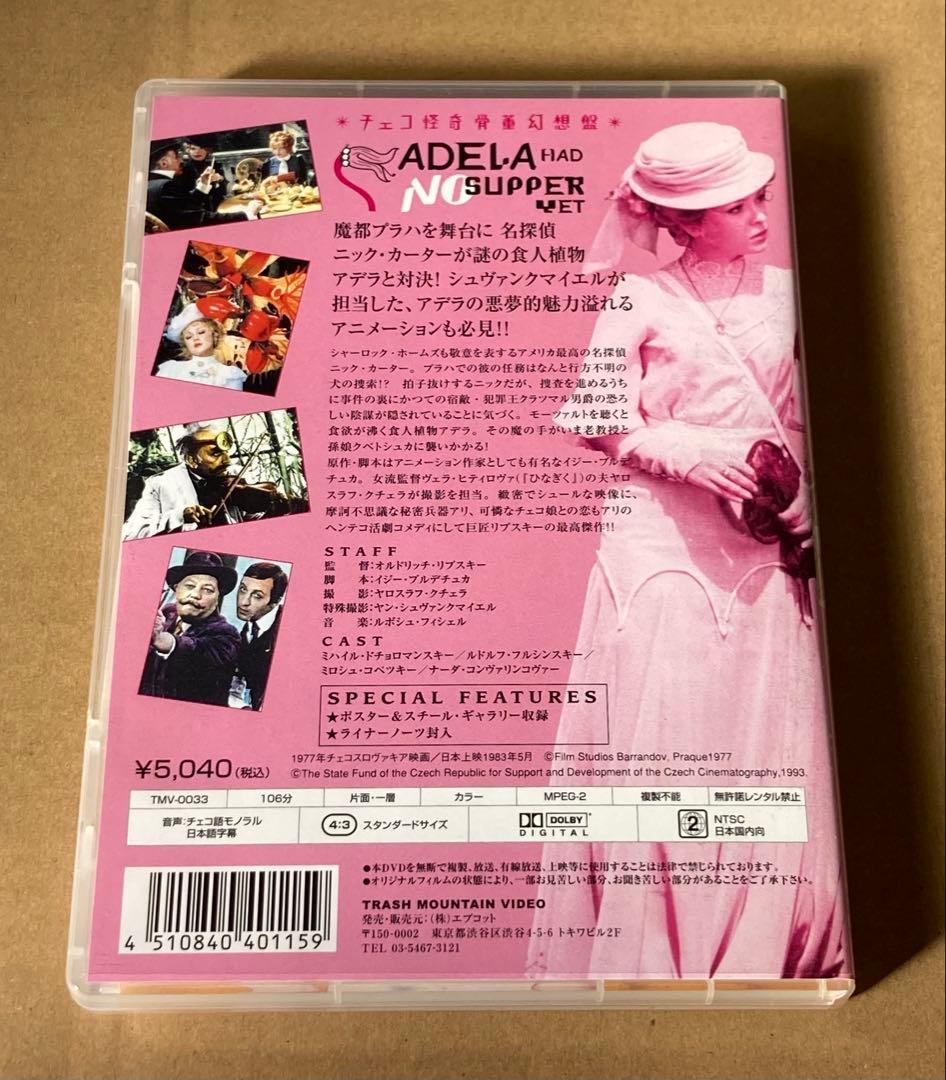 ＊チェコ怪奇骨董幻想盤＊
ADELA HAD
NO SUPPER
YET
魔都プラハを舞台に 名探偵
ニック・カーターが謎の食人植物
アデラと対決! シュヴァンクマイエルが
担当した、アデラの悪夢的魅力溢れる
アニメーションも必見!!
シャーロック・ホームズも敬意を表するアメリカ最高の名探偵
ニック・カーター。プラハでの彼の任務はなんと行方不明の
犬の捜索!? 拍子抜けするニックだが、捜査を進めるうち
に事件の裏にかつての宿敵・犯罪王クラツマル男爵の恐ろ
しい陰謀が隠されていることに気づく。モーツァルトを聴くと
食欲が沸く食人植物アデラ。その魔の手がいま老教授と
孫娘クベトシュカに襲いかかる!
原作・脚本はアニメーション作家としても有名なイジー・ブルデ
チュカ。女流監督ヴェラ・ヒティロヴァ(『ひなぎく』)の夫ヤロ
スラフ・クチェラが撮影を担当。緻密でシュールな映像に、
摩訶不思議な秘密兵器アリ、可憐なチェコ娘との恋もアリの
ヘンテコ活劇コメディにして巨匠リプスキーの最高傑作!!
STAFF
監 督:オルドリッチ・リプスキー
脚 本:イジー・ブルデチュカ
撮 影:ヤロスラフ・クチェラ
特殊撮影:ヤン・シュヴァンクマイエル
音 楽:ルボシュ・フィシェル
CAST
ミハイル・ドチョロマンスキー／ルドルフ・フルシンスキー／
ミロシュ・コペツキー／ナーダ・コンヴァリンコヴァー
SPECIAL FEATURES
★ポスター＆スチール・ギャラリー収録
★ライナーノーツ封入
¥5,040(税込)
1977年チェコスロヴァキア映画／日本上映1983年5月 ©Film Studios Barrandov, Praque1977
©The State Fund of the Czech Republic for Support and Development of the Czech Cinematography,1993.
TMV-0033 106分 片面・一層 カラー MPEG-2 複製不能 無許諾レンタル禁止
音声:チェコ語モノラル
日本語字幕
4:3 スタンダードサイズ
DOLBY
DIGITAL
2 NTSC
日本国内向
●本DVDを無断で複製、放送、有線放送、上映等に使用することは法律で禁じられております。
●オリジナルフィルムの状態により、一部お見苦しい部分、お聞き苦しい部分があることをご了承下さい。
TRASH MOUNTAIN VIDEO
発売・販売元:(株)エプコット
〒150-0002 東京都渋谷区渋谷4-5-6 トキワビル2F
TEL 03-5467-3121
4 510840 401159